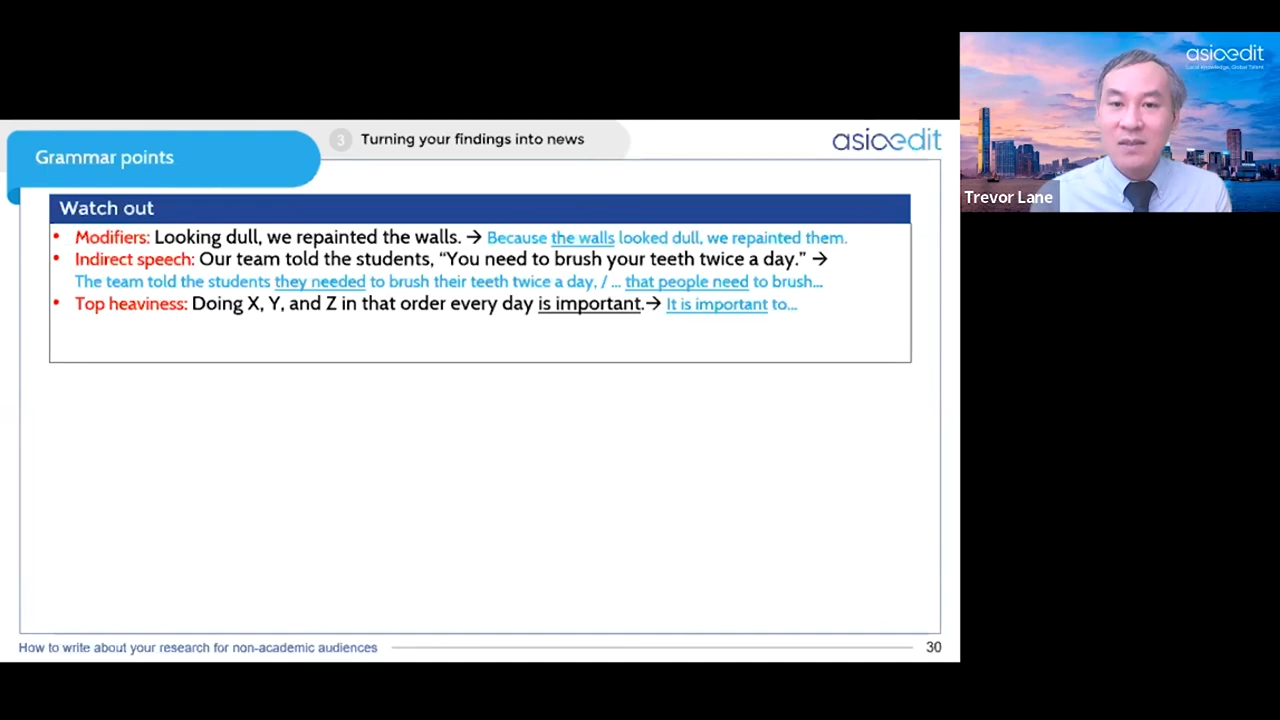 Grammar points
3 Turning your findings into news
asiaedit
Watch out
• Modifiers: Looking dull, we repainted the walls. → Because the walls looked dull, we repainted them.
• Indirect speech: Our team told the students, “You need to brush your teeth twice a day.” →
The team told the students they needed to brush their teeth twice a day, / ... that people need to brush...
• Top heaviness: Doing X, Y, and Z in that order every day is important.→ It is important to...
How to write about your research for non-academic audiences
30
asiaedit
Local Knowledge, Global Talent
Trevor Lane